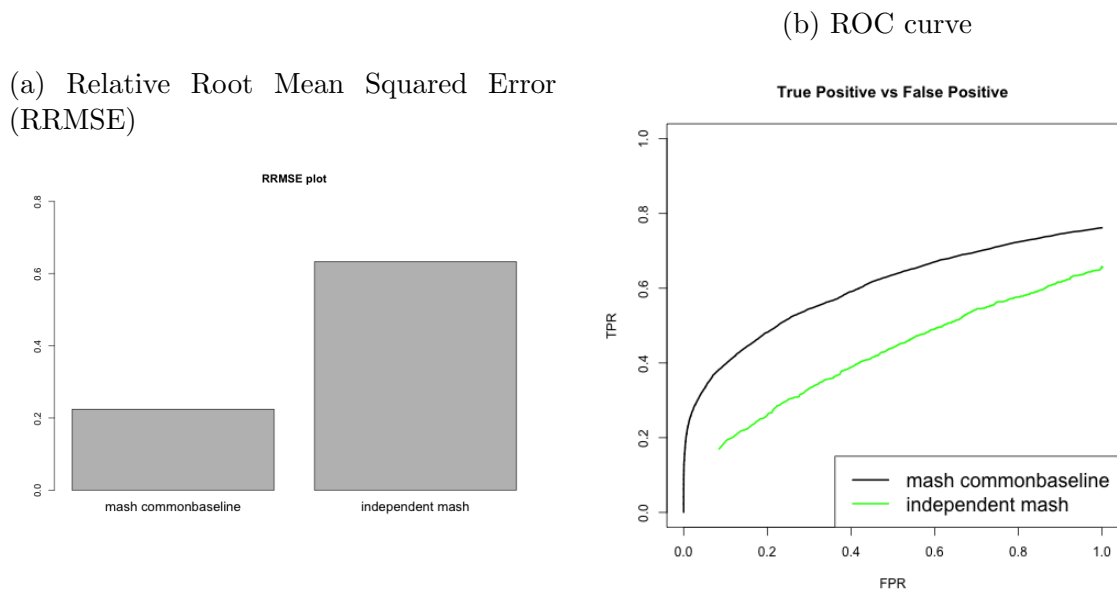 (a) Relative Root Mean Squared Error
(RRMSE)
RRMSE plot
0.8
0.6
0.4
0.2
0.0
mash commonbaseline
independent mash
(b) ROC curve
True Positive vs False Positive
TPR
1.0
0.8
0.6
0.4
0.2
0.0
mash commonbaseline
independent mash
0.0 0.2 0.4 0.6 0.8 1.0
FPR